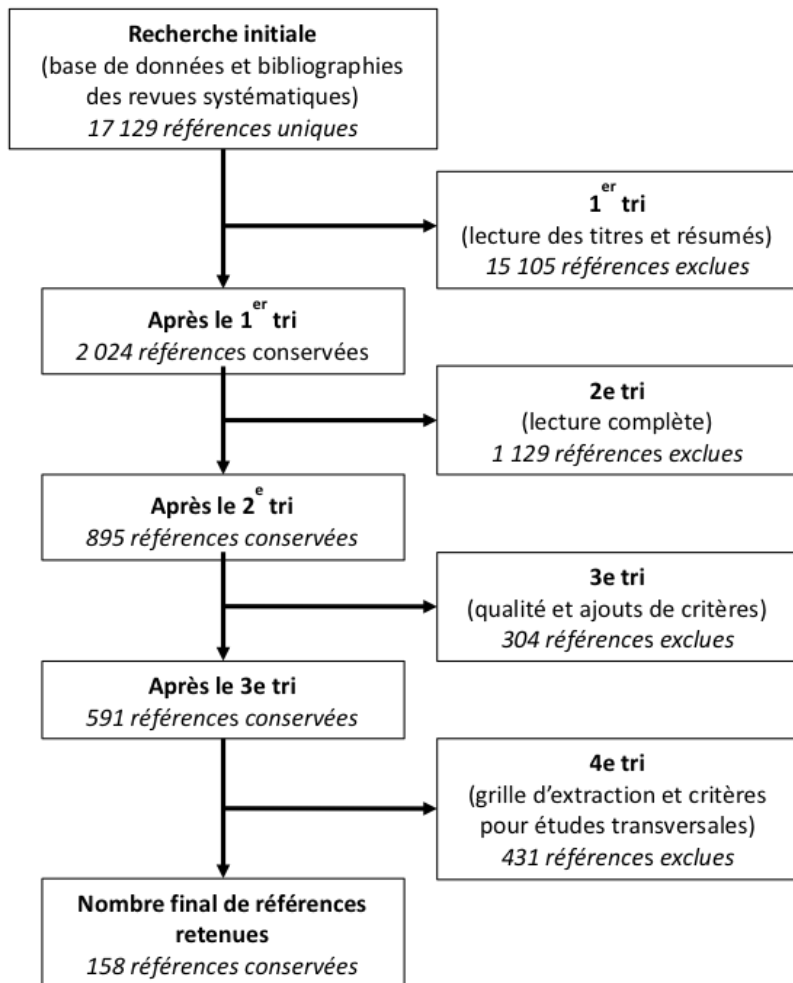 Recherche initiale
(base de données et bibliographies
des revues systématiques)
17 129 références uniques
1er tri
(lecture des titres et résumés)
15 105 références exclues
Après le 1er tri
2 024 références conservées
2e tri
(lecture complète)
1 129 références exclues
Après le 2e tri
895 références conservées
3e tri
(qualité et ajouts de critères)
304 références exclues
Après le 3e tri
591 références conservées
4e tri
(grille d'extraction et critères
pour études transversales)
431 références exclues
Nombre final de références
retenues
158 références conservées